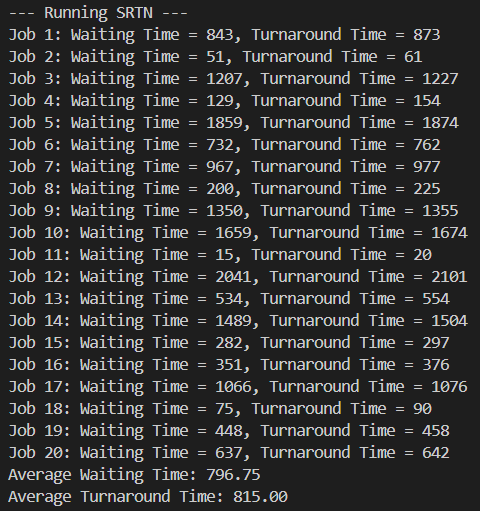 --- Running SRTN ---
Job 1: Waiting Time = 843, Turnaround Time = 873
Job 2: Waiting Time = 51, Turnaround Time = 61
Job 3: Waiting Time = 1207, Turnaround Time = 1227
Job 4: Waiting Time = 129, Turnaround Time = 154
Job 5: Waiting Time = 1859, Turnaround Time = 1874
Job 6: Waiting Time = 732, Turnaround Time = 762
Job 7: Waiting Time = 967, Turnaround Time = 977
Job 8: Waiting Time = 200, Turnaround Time = 225
Job 9: Waiting Time = 1350, Turnaround Time = 1355
Job 10: Waiting Time = 1659, Turnaround Time = 1674
Job 11: Waiting Time = 15, Turnaround Time = 20
Job 12: Waiting Time = 2041, Turnaround Time = 2101
Job 13: Waiting Time = 534, Turnaround Time = 554
Job 14: Waiting Time = 1489, Turnaround Time = 1504
Job 15: Waiting Time = 282, Turnaround Time = 297
Job 16: Waiting Time = 351, Turnaround Time = 376
Job 17: Waiting Time = 1066, Turnaround Time = 1076
Job 18: Waiting Time = 75, Turnaround Time = 90
Job 19: Waiting Time = 448, Turnaround Time = 458
Job 20: Waiting Time = 637, Turnaround Time = 642
Average Waiting Time: 796.75
Average Turnaround Time: 815.00